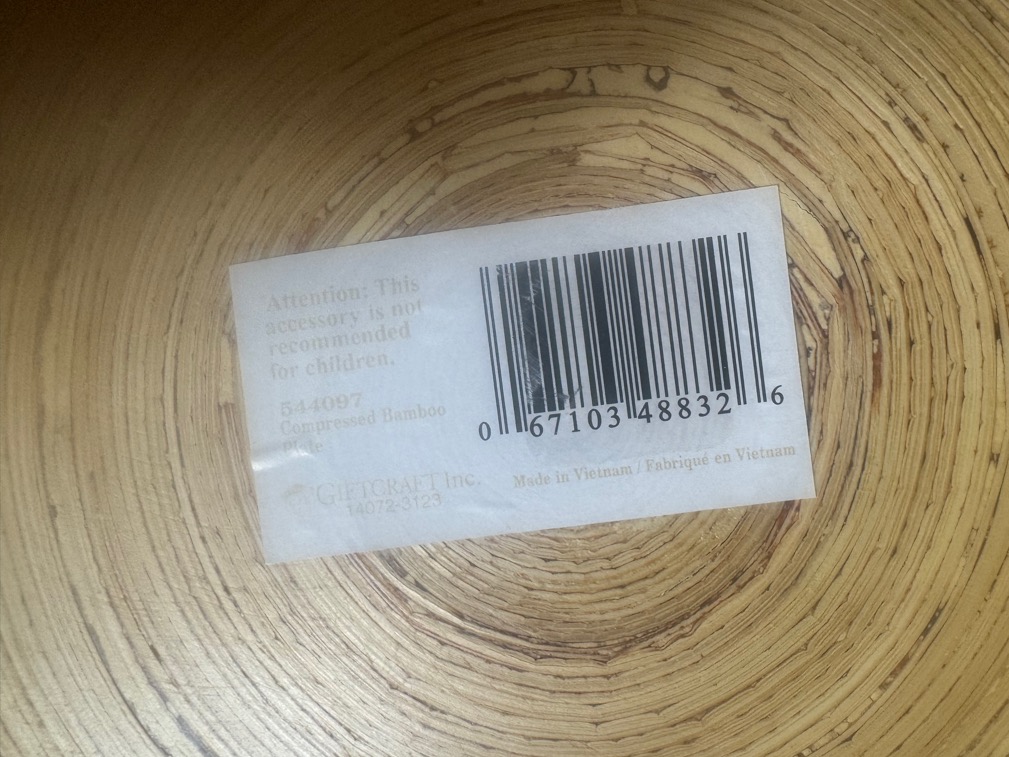 Attention: This
accessory is not
recommended
for children.
544097
Compressed Bamboo
Plate
GIFTCRAFT Inc.
14072-3123
0 67103 48832 6
Made in Vietnam / Fabriqué en Vietnam